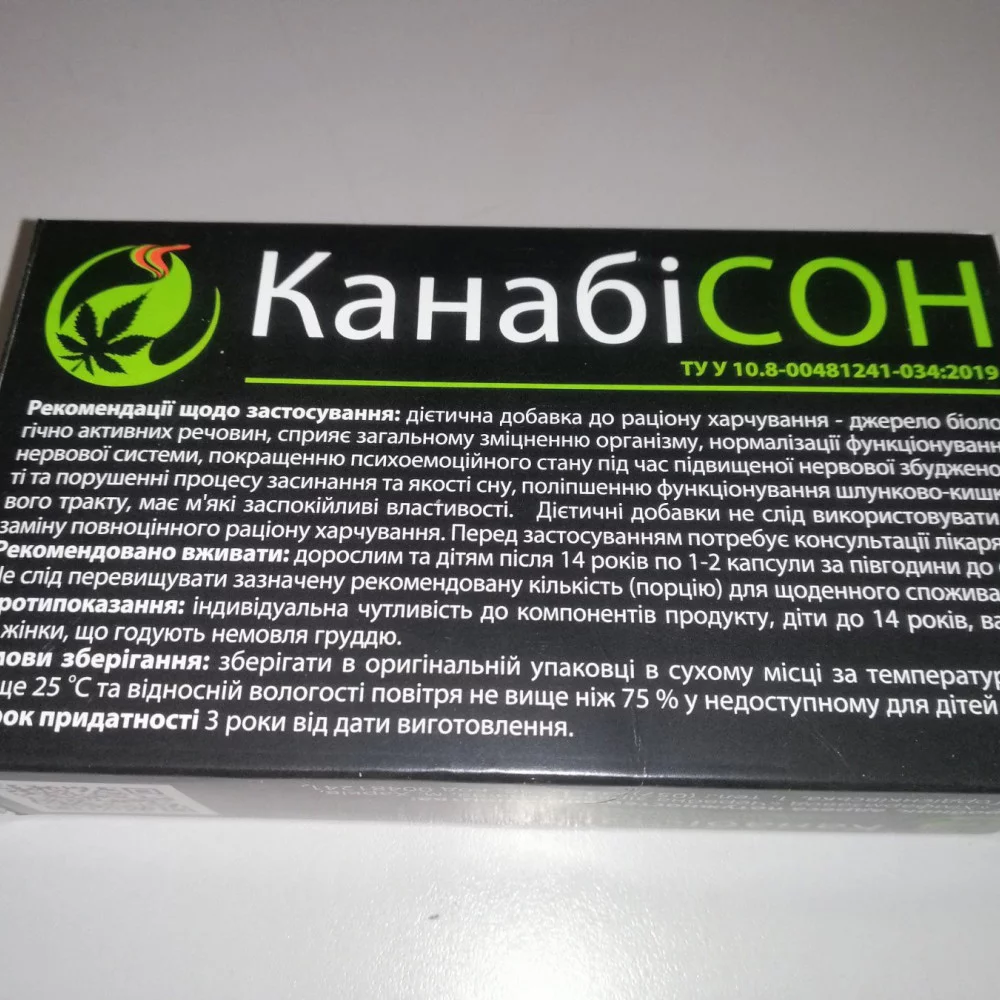 КанабіСОН
ТУ У 10.8-00481241-034:2019
Рекомендації щодо застосування: дієтична добавка до раціону харчування - джерело біоло
гічно активних речовин, сприяє загальному зміцненню організму, нормалізації функціонуванн
нервової системи, покращенню психоемоційного стану під час підвищеної нервової збуджено
ті та порушенні процесу засинання та якості сну, поліпшенню функціонування шлунково-кишк
вого тракту, має м'які заспокійливі властивості. Дієтичні добавки не слід використовувати
заміну повноцінного раціону харчування. Перед застосуванням потребує консультації лікаря
Рекомендовано вживати: дорослим та дітям після 14 років по 1-2 капсули за півгодини до
Не слід перевищувати зазначену рекомендовану кількість (порцію) для щоденного спожива
ротипоказання: індивідуальна чутливість до компонентів продукту, діти до 14 років, ва
жінки, що годують немовля груддю.
мови зберігання: зберігати в оригінальній упаковці в сухому місці за температур
ще 25 °С та відносній вологості повітря не вище ніж 75 % у недоступному для дітей
рок придатності 3 роки від дати виготовлення.